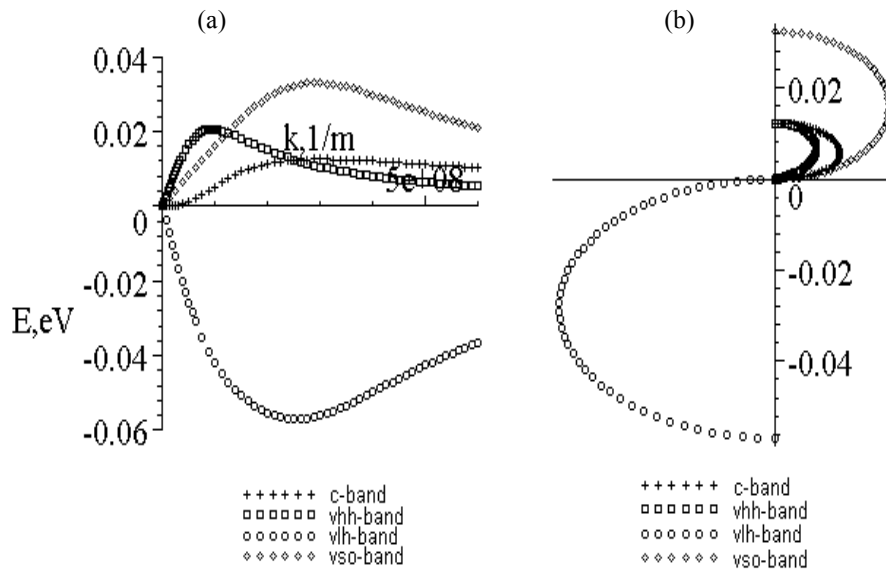 (a)
0.04
0.02
k,1/m
5e+08
0
-0.02
E,eV
-0.04
-0.06
++++++ c-band
vhh-band
vlh-band
vso-band
(b)
0.02
0
-0.02
-0.04
++++++ c-band
vhh-band
vlh-band
vso-band